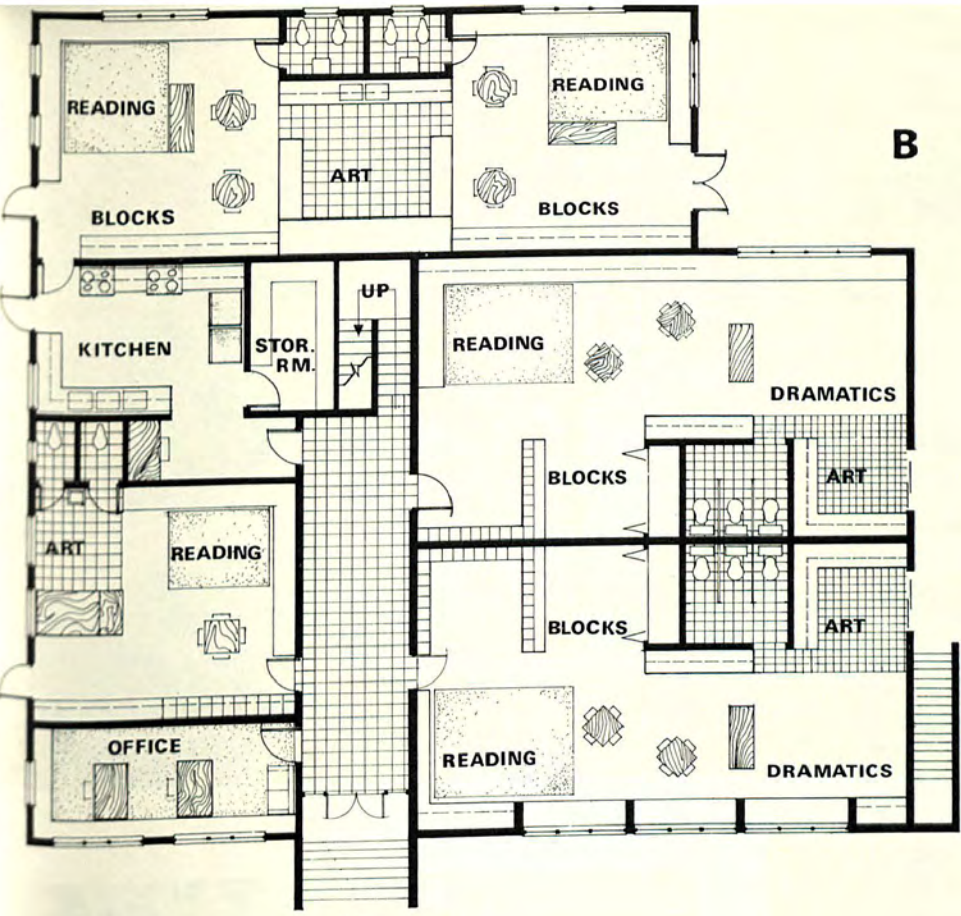 READING
READING
B
ART
BLOCKS
BLOCKS
UP
KITCHEN
STOR.
RM.
READING
DRAMATICS
BLOCKS
ART
ART
READING
BLOCKS
ART
OFFICE
READING
DRAMATICS